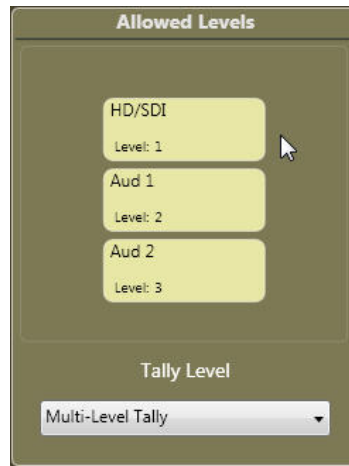 Allowed Levels
HD/SDI
Level: 1
Aud 1
Level: 2
Aud 2
Level: 3
Tally Level
Multi-Level Tally